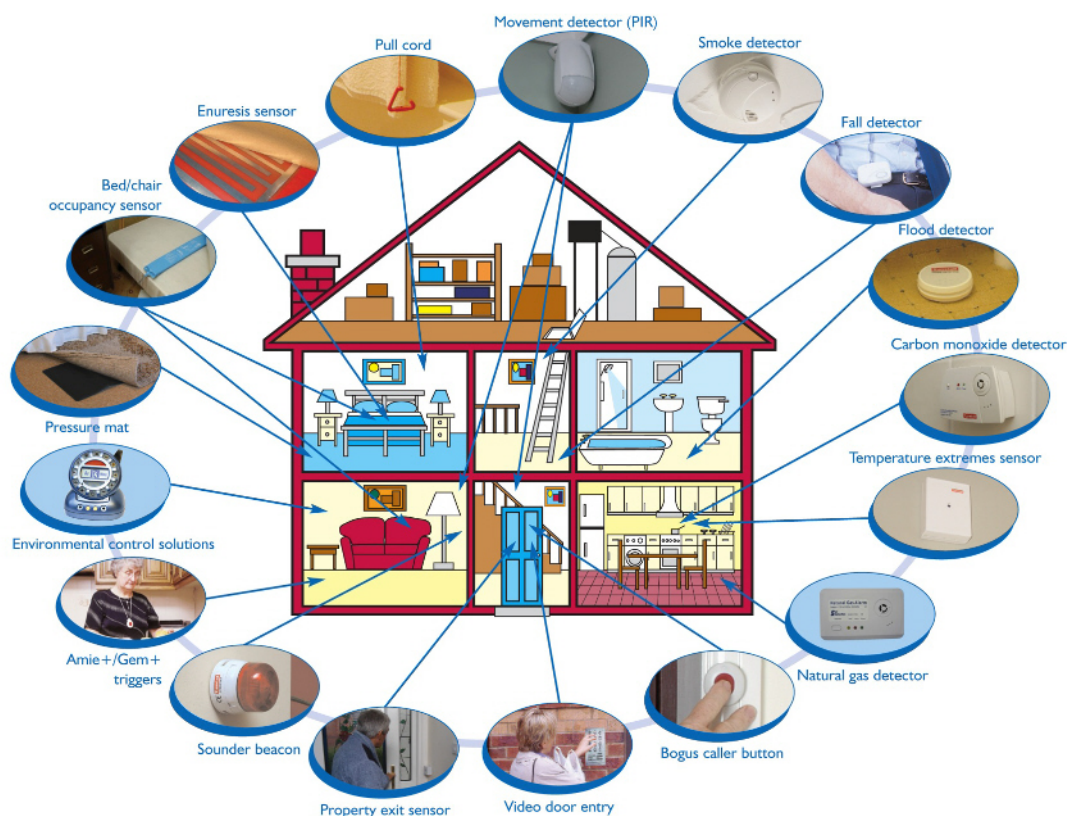 Movement detector (PIR)
Pull cord
Smoke detector
Enuresis sensor
Fall detector
Bed/chair
occupancy sensor
Flood detector
Carbon monoxide detector
Pressure mat
Temperature extremes sensor
Environmental control solutions
Amie+/Gem+
triggers
Natural gas detector
Sounder beacon
Bogus caller button
Property exit sensor
Video door entry